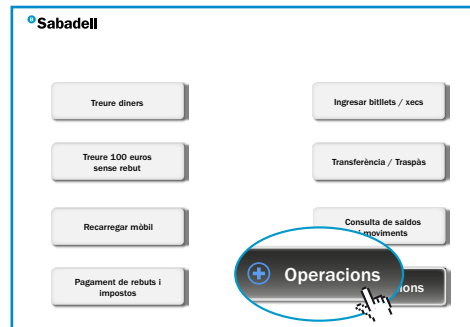 Sabadell
Treure diners
Ingresar bitllets / xecs
Treure 100 euros
sense rebut
Transferència / Traspàs
Recarregar mòbil
Consulta de saldos
i moviments
Pagament de rebuts i
impostos
Operacions